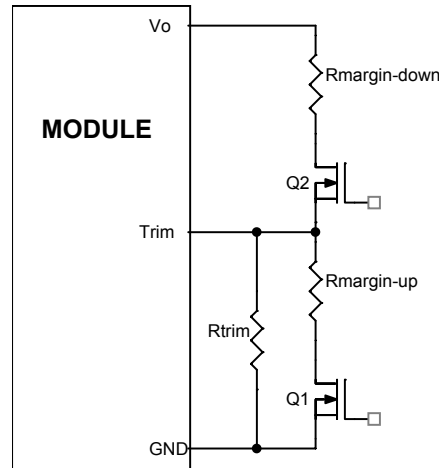 Vo
Rmargin-down
MODULE
Q2
Trim
Rmargin-up
Rtrim
Q1
GND